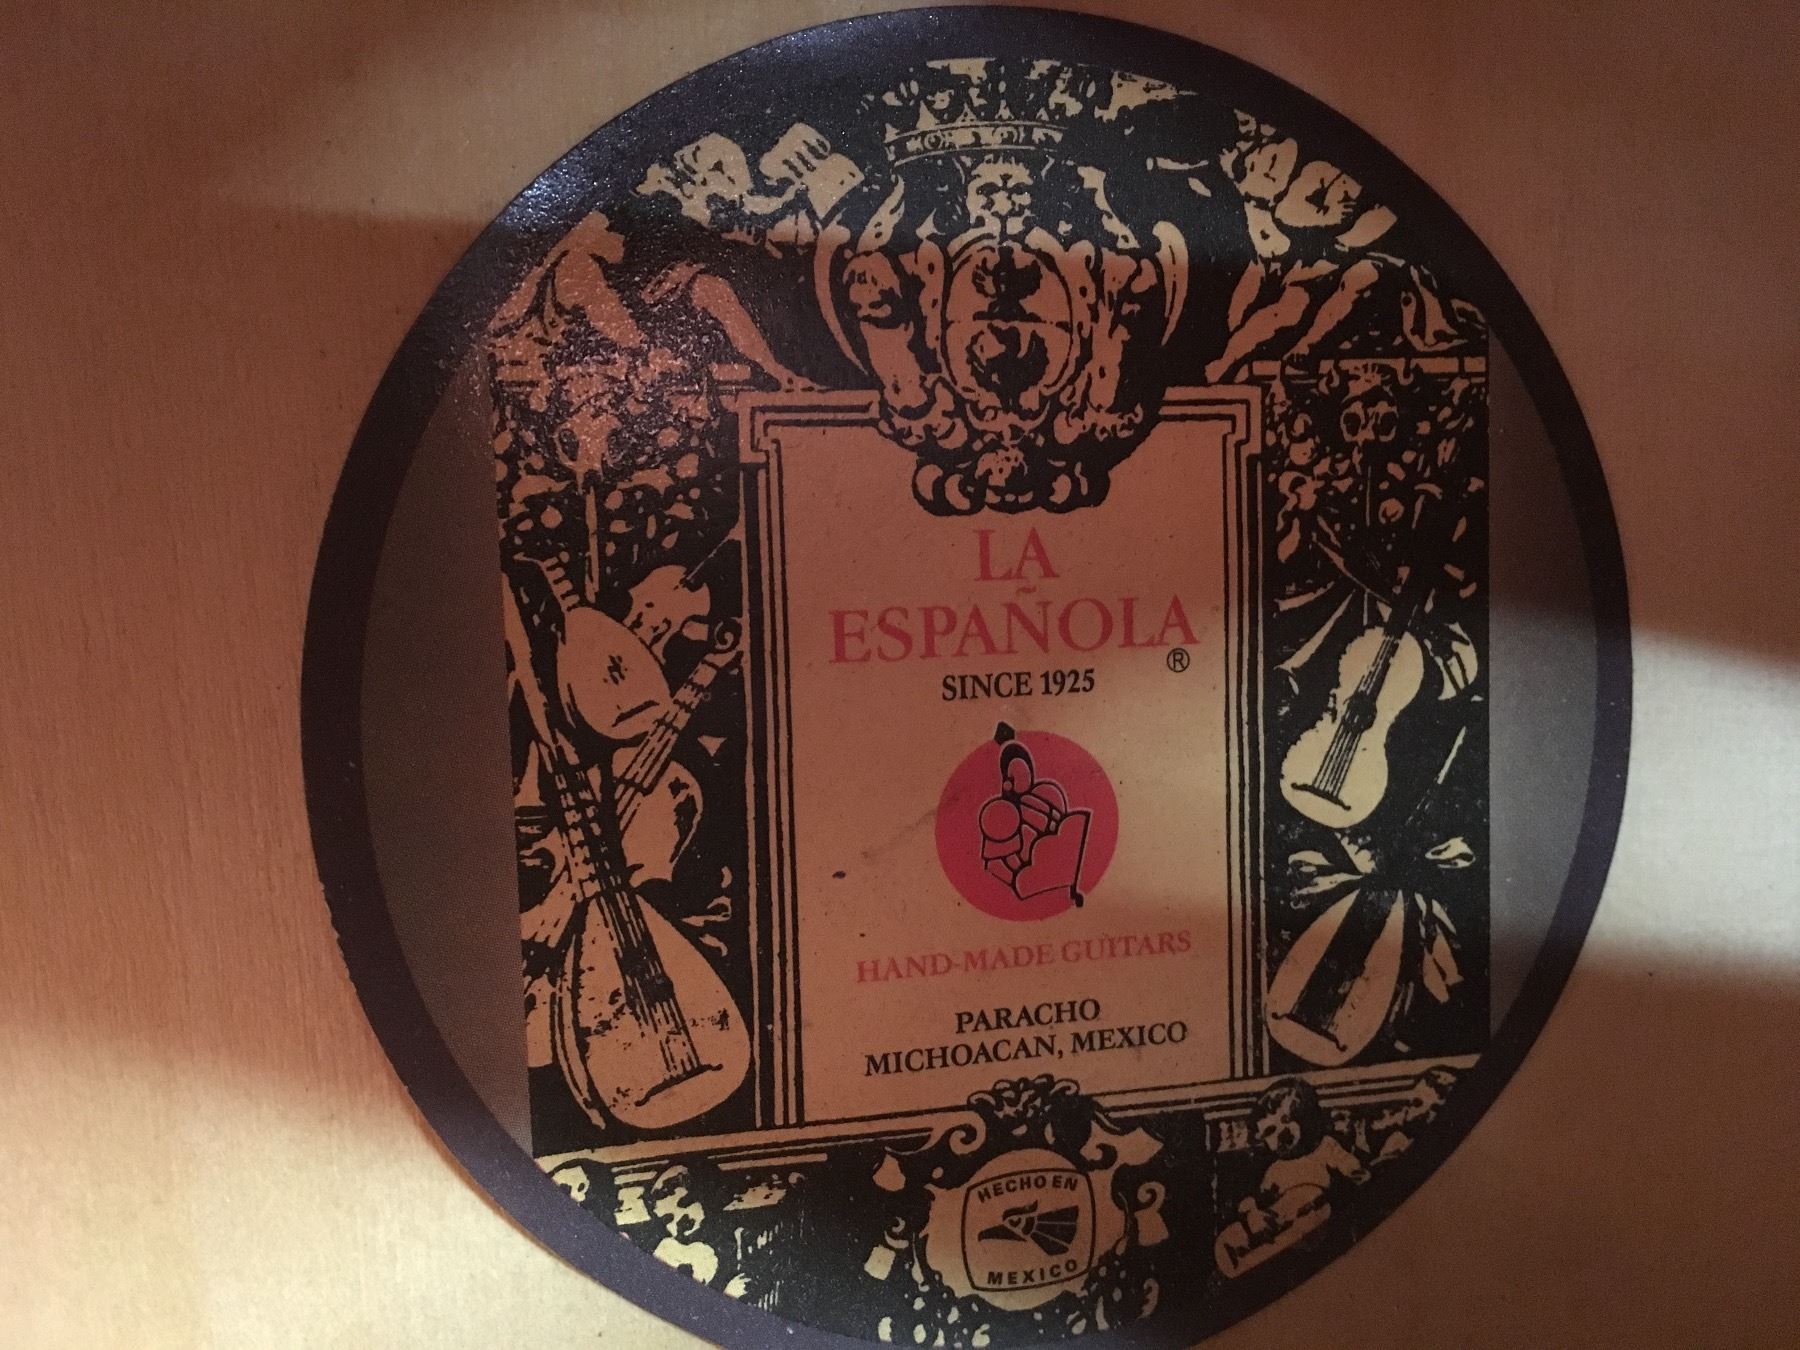 LA
ESPAÑOLA
®
SINCE 1925
HAND-MADE GUITARS
PARACHO
MICHOACAN, MEXICO
HECHO EN
MEXICO